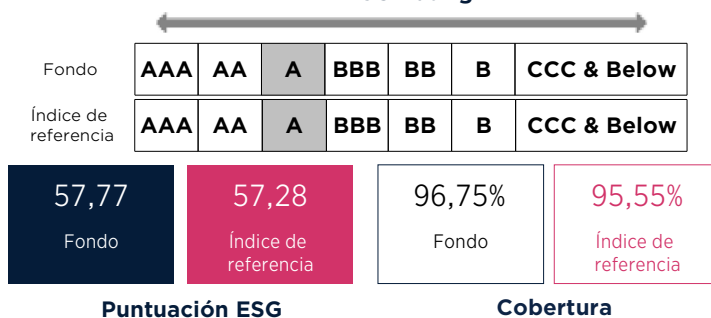 Fondo AAA AA A BBB BB B CCC & Below
Índice de
referencia AAA AA A BBB BB B CCC & Below
57,77 57,28 96,75% 95,55%
Fondo Índice de
referencia Fondo Índice de
referencia
Puntuación ESG Cobertura